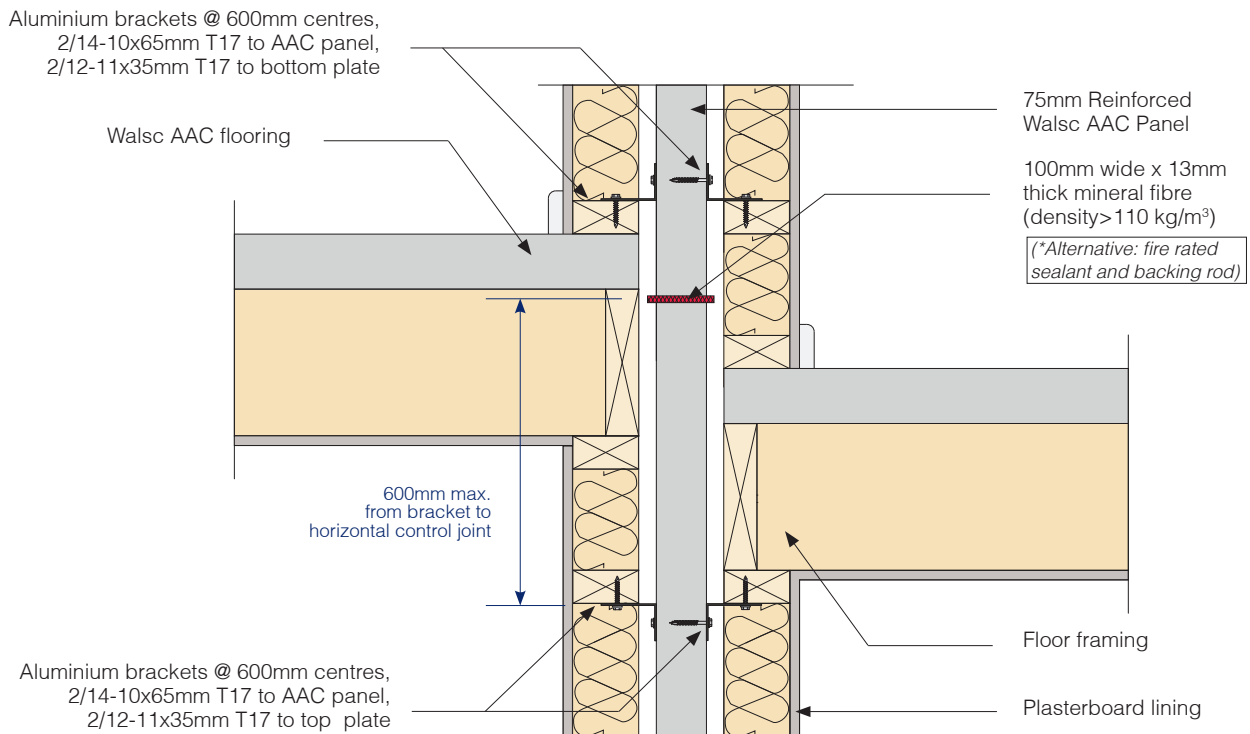 Aluminium brackets @ 600mm centres,
2/14-10x65mm T17 to AAC panel,
2/12-11x35mm T17 to bottom plate
Walsc AAC flooring
75mm Reinforced
Walsc AAC Panel
100mm wide x 13mm
thick mineral fibre
(density>110 kg/m³)
(*Alternative: fire rated
sealant and backing rod)
600mm max.
from bracket to
horizontal control joint
Aluminium brackets @ 600mm centres,
2/14-10x65mm T17 to AAC panel,
2/12-11x35mm T17 to top plate
Floor framing
Plasterboard lining